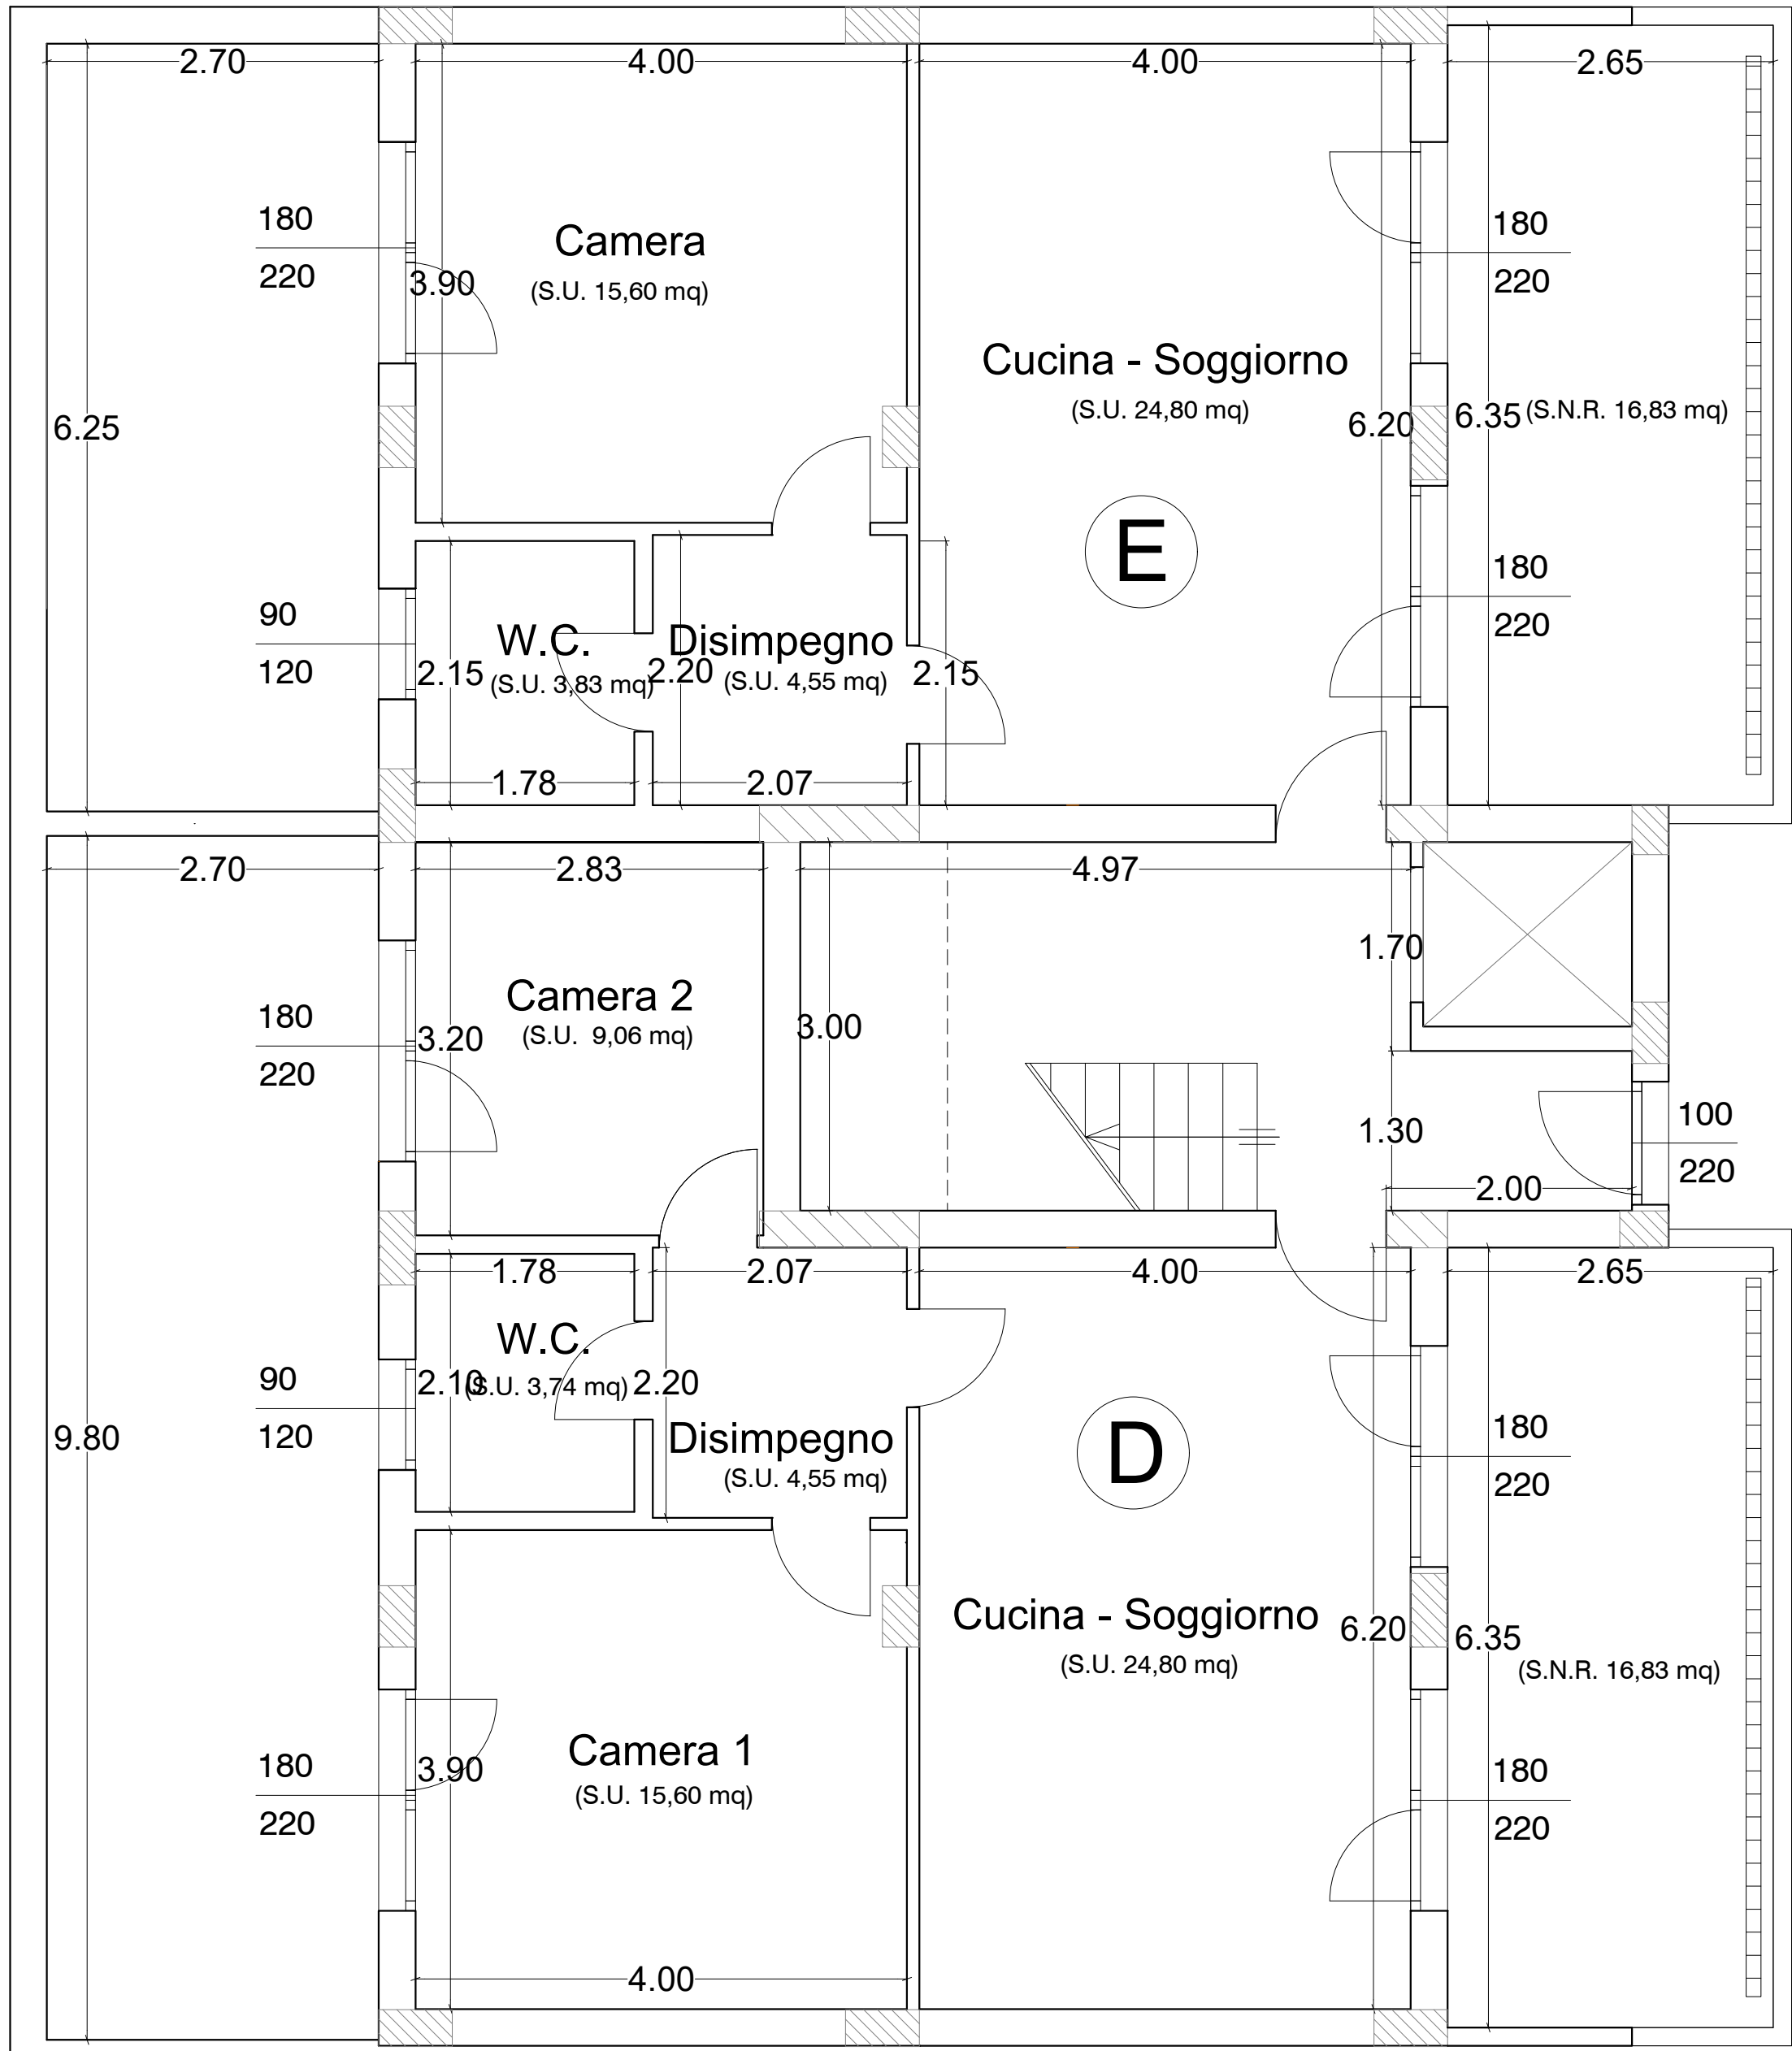 2.70
4.00
4.00
2.65
180
220
3.90
Camera
(S.U. 15,60 mq)
180
220
Cucina - Soggiorno
(S.U. 24,80 mq)
6.25
6.20
6.35
(S.N.R. 16,83 mq)
E
180
220
90
120
W.C.
2.15
(S.U. 3,83 mq)
Disimpegno
2.20
(S.U. 4,55 mq)
2.15
1.78
2.07
2.70
2.83
4.97
1.70
Camera 2
(S.U. 9,06 mq)
180
220
3.20
3.00
1.30
100
220
2.00
1.78
2.07
4.00
2.65
W.C.
2.10
(S.U. 3,74 mq)
2.20
90
120
9.80
Disimpegno
(S.U. 4,55 mq)
D
180
220
Cucina - Soggiorno
(S.U. 24,80 mq)
6.20
6.35
(S.N.R. 16,83 mq)
Camera 1
(S.U. 15,60 mq)
180
220
3.90
180
220
4.00